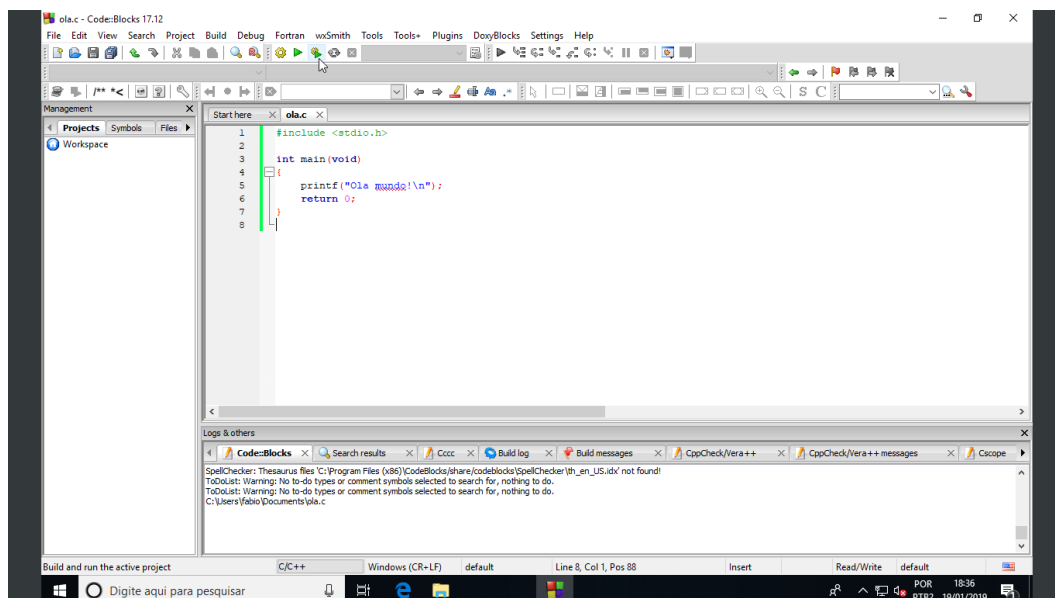 ola.c - Code::Blocks 17.12
File Edit View Search Project Build Debug Fortran wxSmith Tools Tools+ Plugins DoxyBlocks Settings Help
/** *<
S C
Management
Projects Symbols Files
Workspace
Start here ola.c
1 #include <stdio.h>
2
3 int main(void)
4 {
5 printf("Ola mundo!\n");
6 return 0;
7 }
8
Logs & others
Code::Blocks Search results Cccc Build log Build messages CppCheck/Vera++ CppCheck/Vera++ messages Cscope
SpellChecker: Thesaurus files 'C:\Program Files (x86)\CodeBlocks/share/codeblocks\SpellChecker\th_en_US.idx' not found!
ToDoList: Warning: No to-do types or comment symbols selected to search for, nothing to do.
ToDoList: Warning: No to-do types or comment symbols selected to search for, nothing to do.
C:\Users\fabio\Documents\ola.c
Build and run the active project C/C++ Windows (CR+LF) default Line 8, Col 1, Pos 88 Insert Read/Write default
Digite aqui para pesquisar
POR 18:36
PTB2 19/01/2019